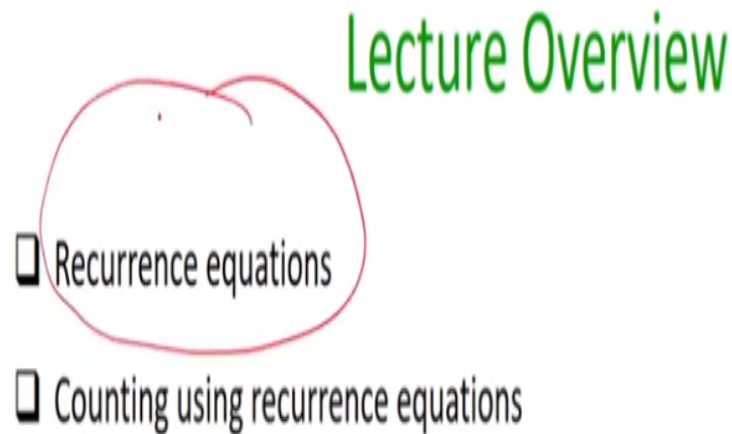 Lecture Overview
❑ Recurrence equations
❑ Counting using recurrence equations